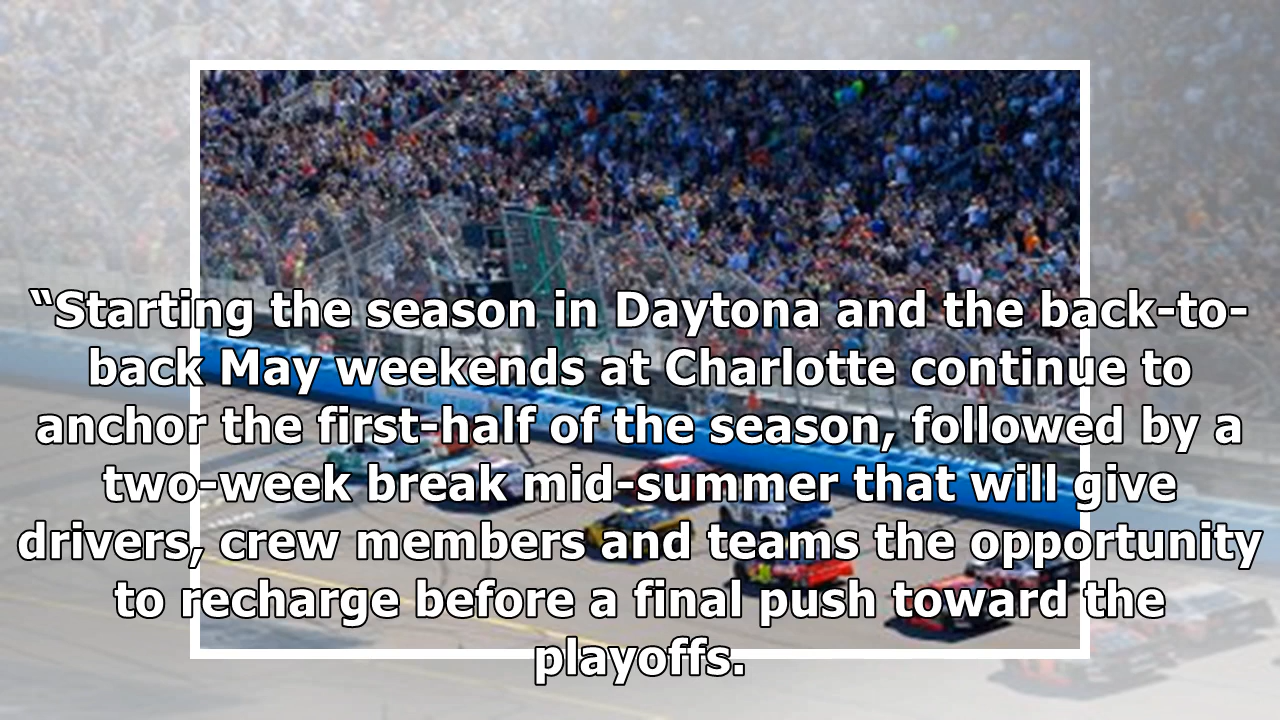 “Starting the season in Daytona and the back-to-
back May weekends at Charlotte continue to
anchor the first-half of the season, followed by a
two-week break mid-summer that will give
drivers, crew members and teams the opportunity
to recharge before a final push toward the
playoffs.